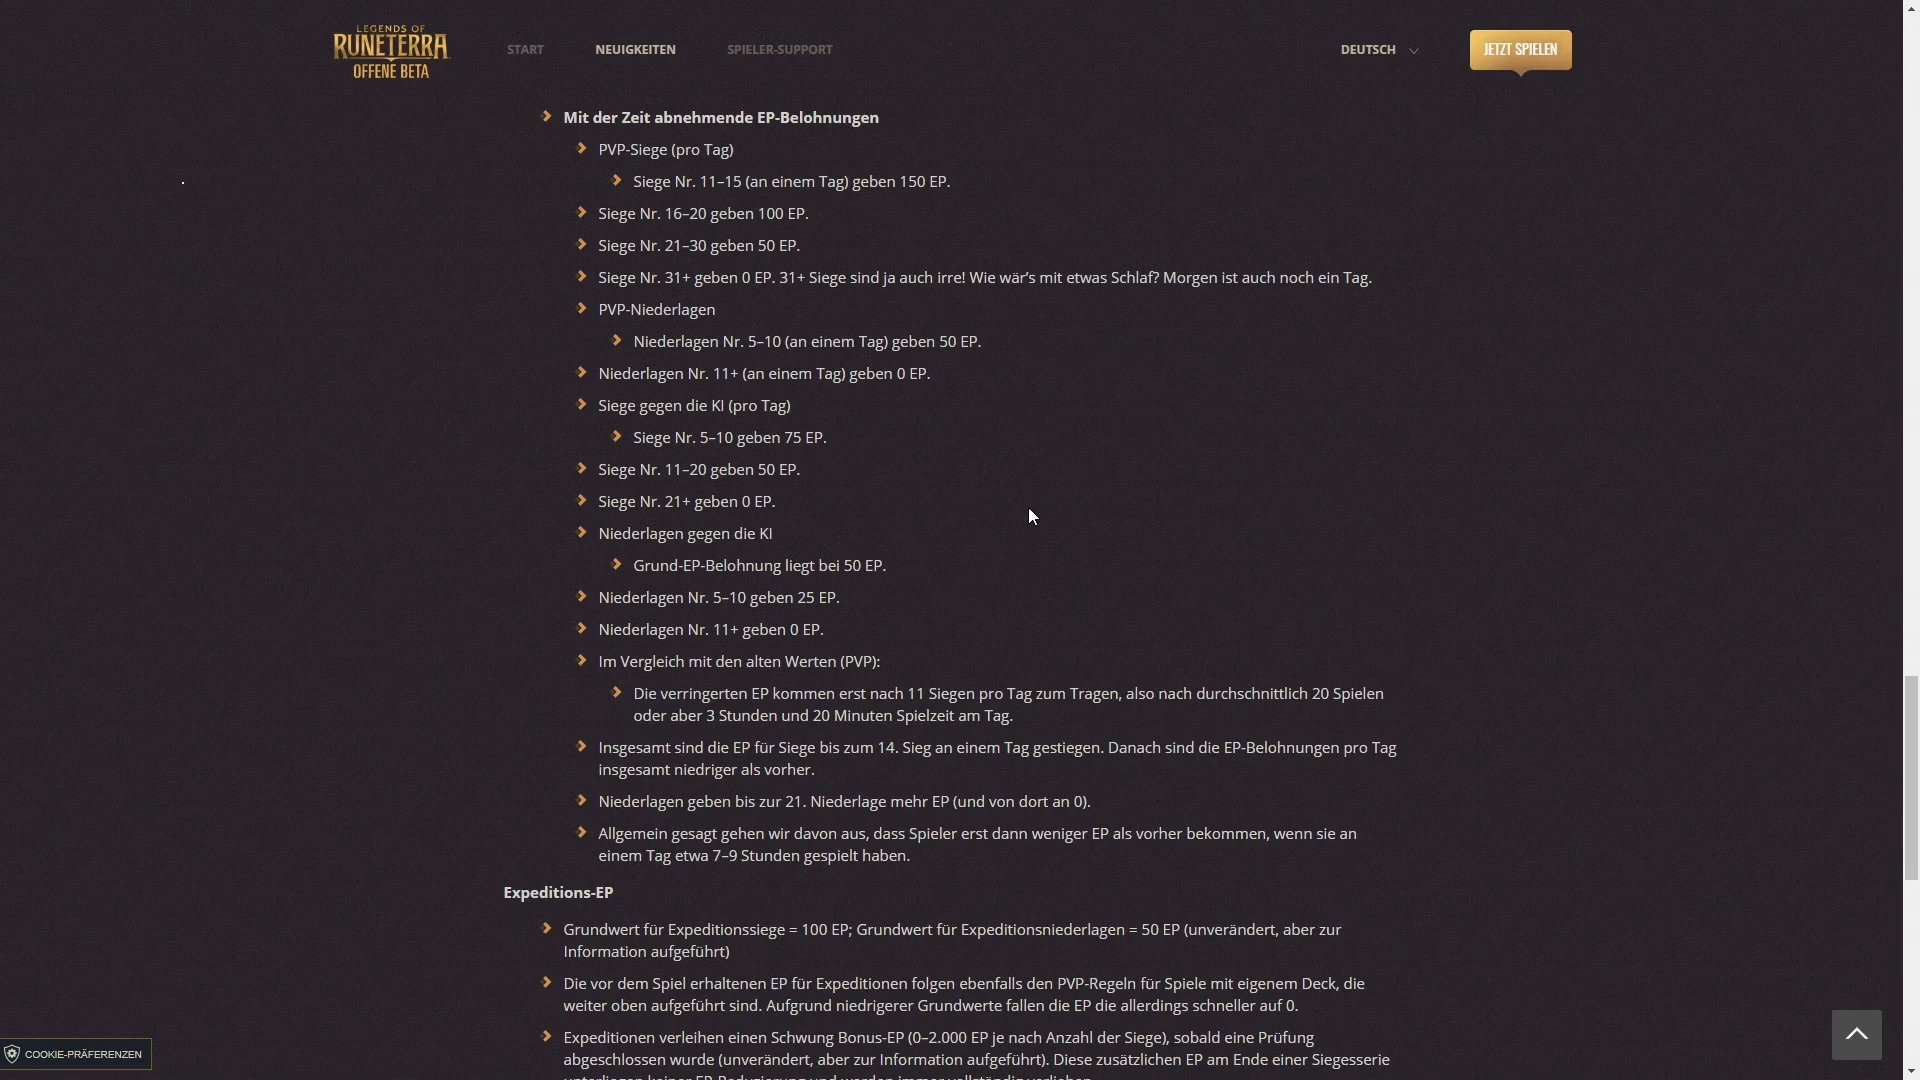 LEGENDS OF
RUNETERRA
OFFENE BETA
START
NEUIGKEITEN
SPIELER-SUPPORT
DEUTSCH
JETZT SPIELEN
Mit der Zeit abnehmende EP-Belohnungen
PVP-Siege (pro Tag)
Siege Nr. 11–15 (an einem Tag) geben 150 EP.
Siege Nr. 16–20 geben 100 EP.
Siege Nr. 21–30 geben 50 EP.
Siege Nr. 31+ geben 0 EP. 31+ Siege sind ja auch irre! Wie wär’s mit etwas Schlaf? Morgen ist auch noch ein Tag.
PVP-Niederlagen
Niederlagen Nr. 5–10 (an einem Tag) geben 50 EP.
Niederlagen Nr. 11+ (an einem Tag) geben 0 EP.
Siege gegen die KI (pro Tag)
Siege Nr. 5–10 geben 75 EP.
Siege Nr. 11–20 geben 50 EP.
Siege Nr. 21+ geben 0 EP.
Niederlagen gegen die KI
Grund-EP-Belohnung liegt bei 50 EP.
Niederlagen Nr. 5–10 geben 25 EP.
Niederlagen Nr. 11+ geben 0 EP.
Im Vergleich mit den alten Werten (PVP):
Die verringerten EP kommen erst nach 11 Siegen pro Tag zum Tragen, also nach durchschnittlich 20 Spielen
oder aber 3 Stunden und 20 Minuten Spielzeit am Tag.
Insgesamt sind die EP für Siege bis zum 14. Sieg an einem Tag gestiegen. Danach sind die EP-Belohnungen pro Tag
insgesamt niedriger als vorher.
Niederlagen geben bis zur 21. Niederlage mehr EP (und von dort an 0).
Allgemein gesagt gehen wir davon aus, dass Spieler erst dann weniger EP als vorher bekommen, wenn sie an
einem Tag etwa 7–9 Stunden gespielt haben.
Expeditions-EP
Grundwert für Expeditionssiege = 100 EP; Grundwert für Expeditionsniederlagen = 50 EP (unverändert, aber zur
Information aufgeführt)
Die vor dem Spiel erhaltenen EP für Expeditionen folgen ebenfalls den PVP-Regeln für Spiele mit eigenem Deck, die
weiter oben aufgeführt sind. Aufgrund niedrigerer Grundwerte fallen die EP die allerdings schneller auf 0.
Expeditionen verleihen einen Schwung Bonus-EP (0–2.000 EP je nach Anzahl der Siege), sobald eine Prüfung
abgeschlossen wurde (unverändert, aber zur Information aufgeführt). Diese zusätzlichen EP am Ende einer Siegesserie
COOKIE-PRÄFERENZEN